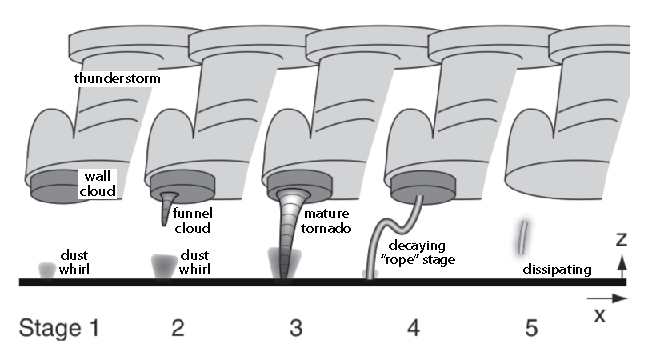 thunderstorm
wall
cloud
funnel
cloud
mature
tornado
decaying
"rope" stage
dust
whirl
dust
whirl
dissipating
z
x
Stage 1 2 3 4 5